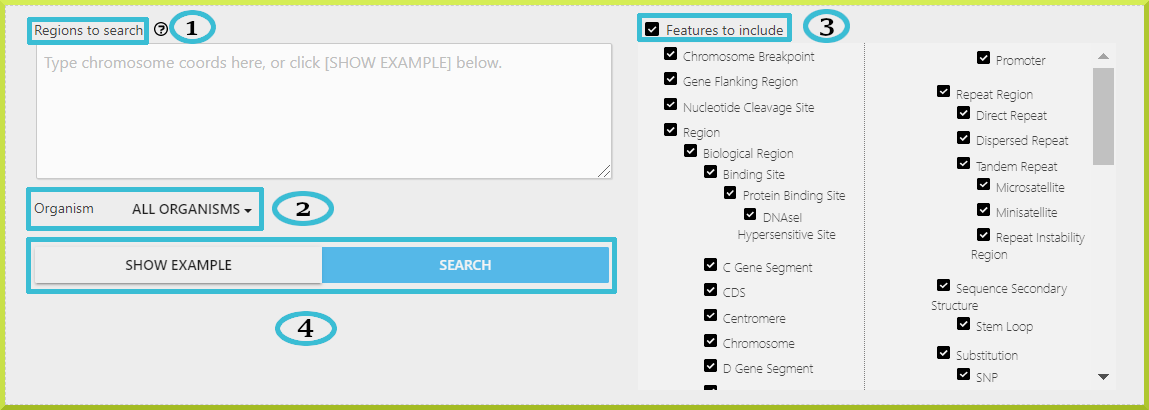 Regions to search
1
Type chromosome coords here, or click [SHOW EXAMPLE] below.
Organism
ALL ORGANISMS
2
SHOW EXAMPLE
SEARCH
4
Features to include
3
Chromosome Breakpoint
Gene Flanking Region
Nucleotide Cleavage Site
Region
Biological Region
Binding Site
Protein Binding Site
DNAseI
Hypersensitive Site
C Gene Segment
CDS
Centromere
Chromosome
D Gene Segment
Promoter
Repeat Region
Direct Repeat
Dispersed Repeat
Tandem Repeat
Microsatellite
Minisatellite
Repeat Instability
Region
Sequence Secondary
Structure
Stem Loop
Substitution
SNP